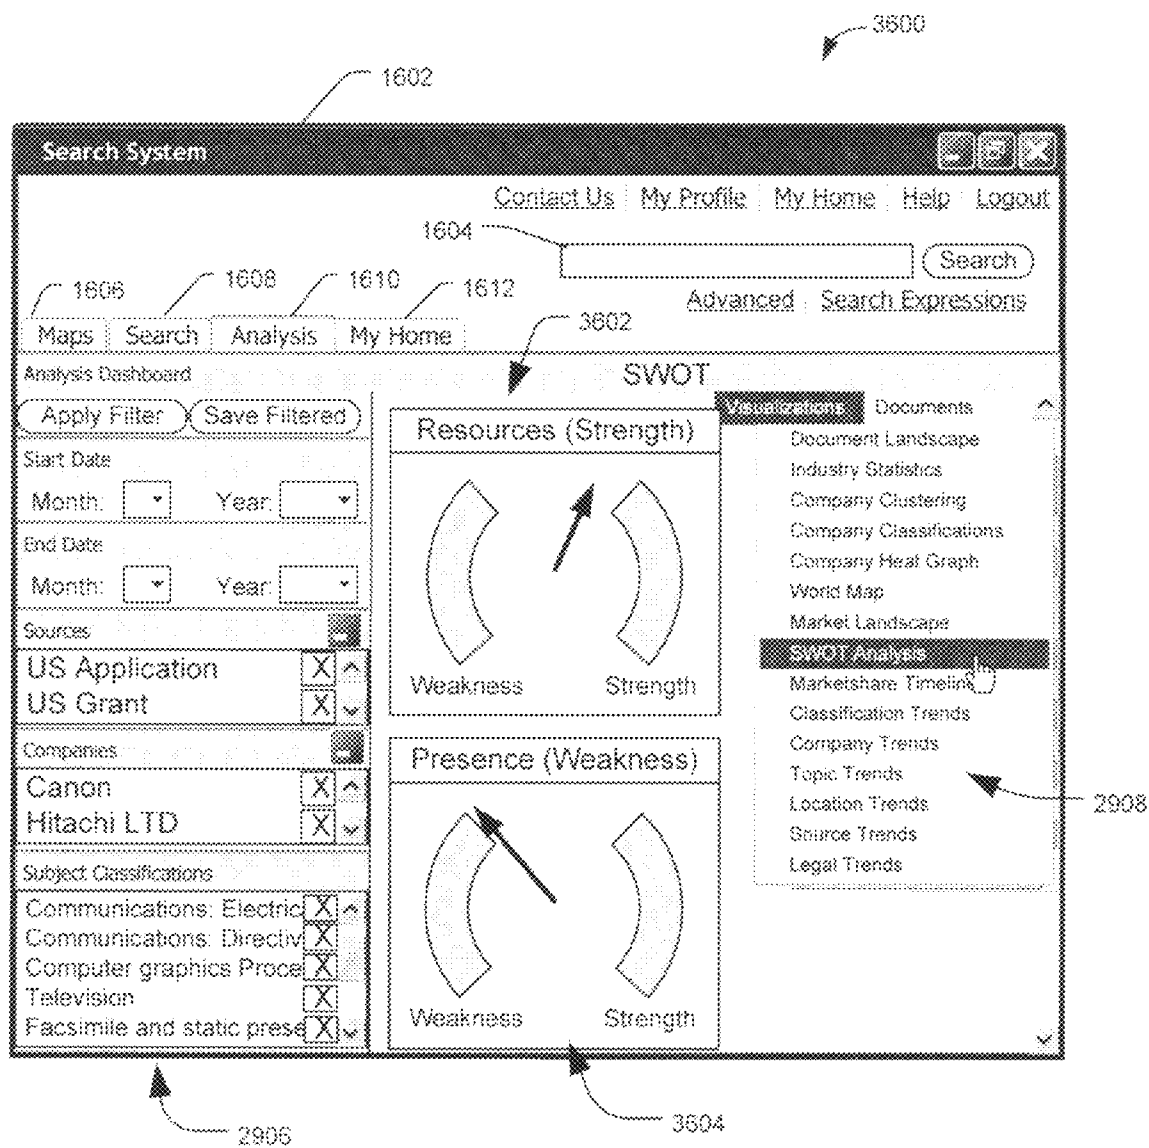 3600
1602
Search System
Contact Us My Profile My Home Help Logout
1604
Search
1606 1608 1610 1612
Advanced Search Expressions
Maps Search Analysis My Home
3602
Analysis Dashboard
SWOT
Apply Filter Save Filtered
Start Date
Month: Year:
End Date
Month: Year:
Sources
US Application X
US Grant X
Companies
Canon X
Hitachi LTD X
Subject Classifications
Communications: Electric X
Communications: Directiv X
Computer graphics Proce X
Television X
Facsimile and static prese X
2906
Resources (Strength)
Weakness Strength
Presence (Weakness)
Weakness Strength
3604
Visualizations Documents
Document Landscape
Industry Statistics
Company Clustering
Company Classifications
Company Heat Graph
World Map
Market Landscape
SWOT Analysis
Marketshare Timeline
Classification Trends
Company Trends
Topic Trends
Location Trends
Source Trends
Legal Trends
2908